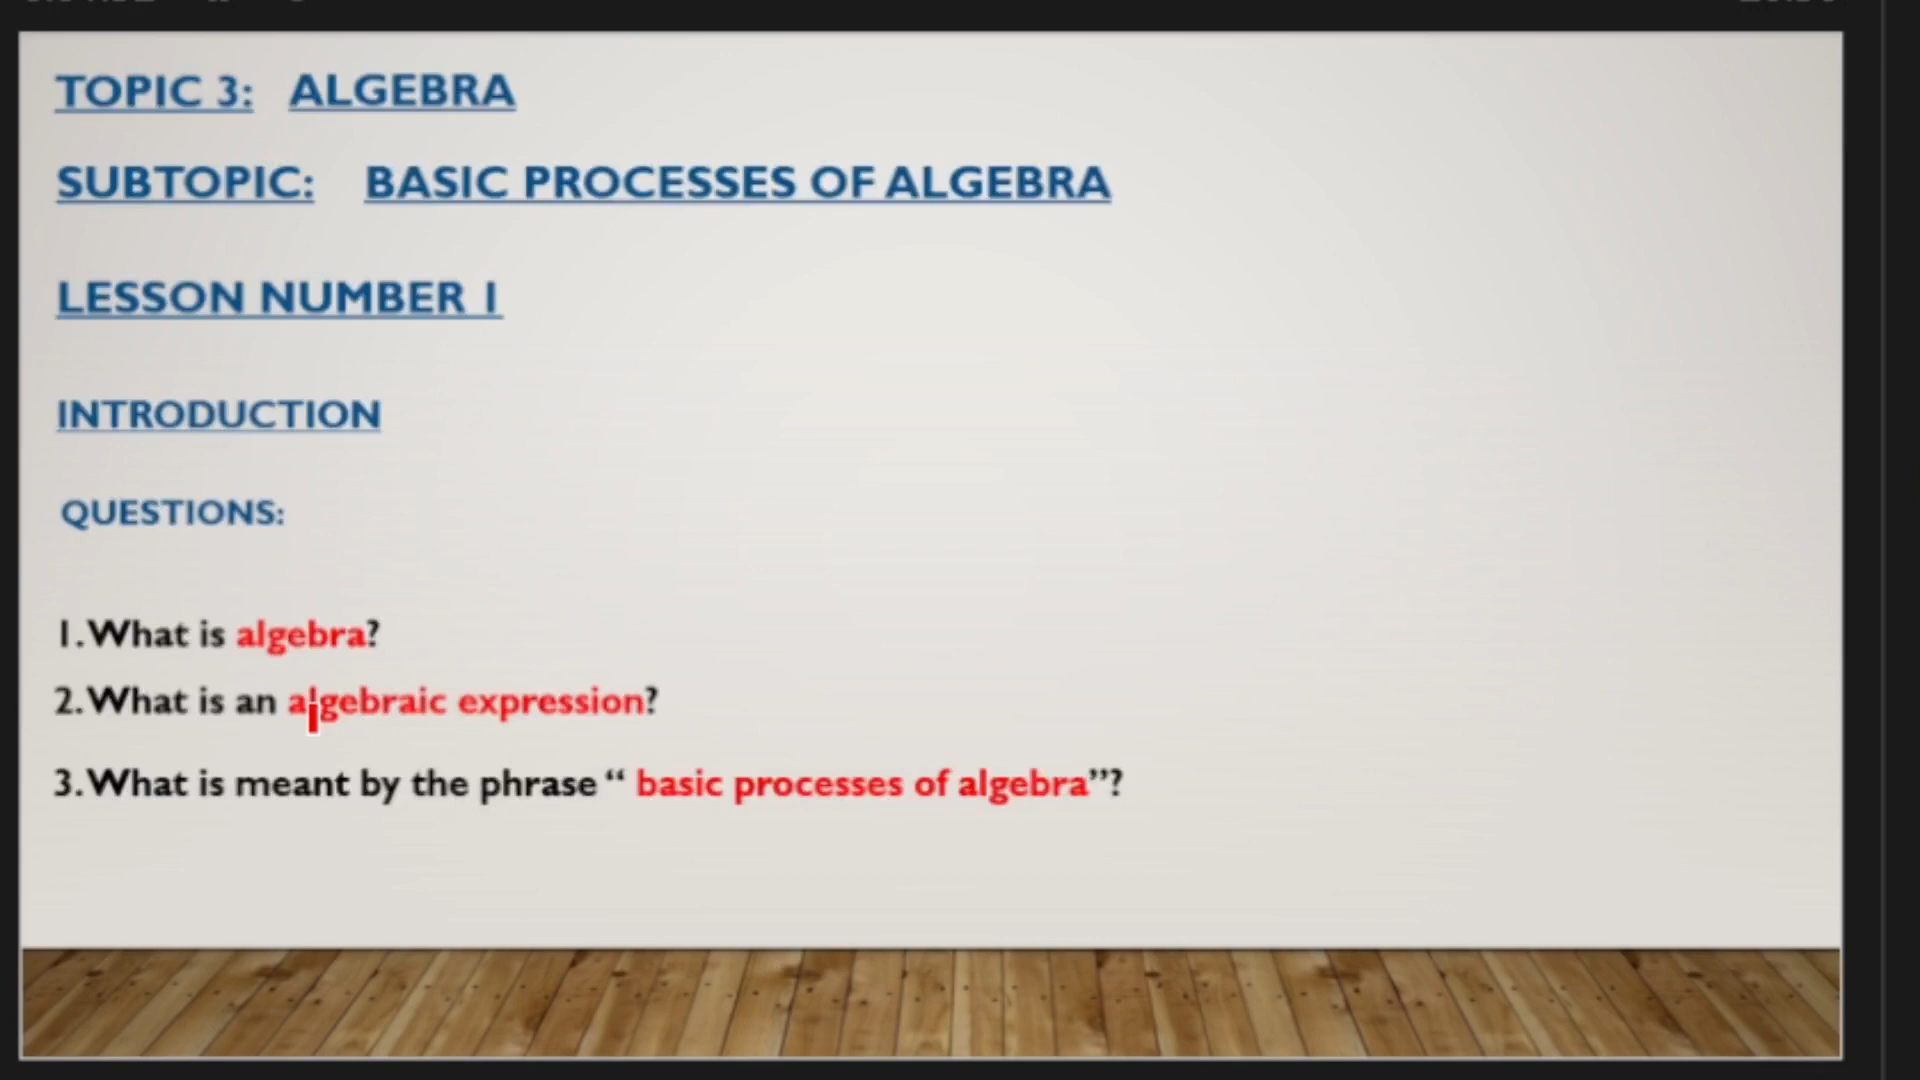 TOPIC 3: ALGEBRA
SUBTOPIC: BASIC PROCESSES OF ALGEBRA
LESSON NUMBER 1
INTRODUCTION
QUESTIONS:
1. What is algebra?
2. What is an algebraic expression?
3. What is meant by the phrase “ basic processes of algebra”?